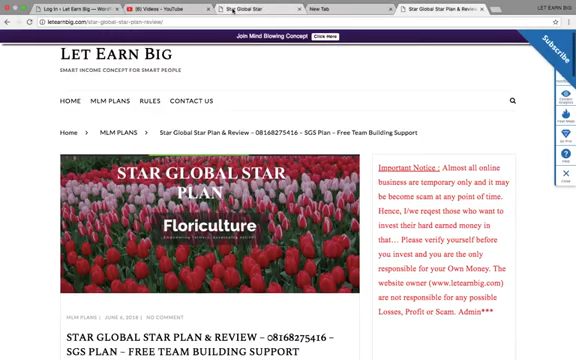 Log In ‹ Let Earn Big — WordP
(6) Videos - YouTube
Star Global Star
New Tab
Star Global Star Plan & Review
LET EARN BIG
letearnbig.com/star-global-star-plan-review/
Join Mind Blowing Concept Click Here
Subscribe
LET EARN BIG
SMART INCOME CONCEPT FOR SMART PEOPLE
HOME MLM PLANS RULES CONTACT US
Home > MLM PLANS > Star Global Star Plan & Review – 08168275416 – SGS Plan – Free Team Building Support
STAR GLOBAL STAR
PLAN
Floriculture
Important Notice : Almost all online
business are temporary only and it may
be become scam at any point of time.
Hence, I/we reqest those who want to
invest their hard earned money in
that... Please verify yourself before
you invest and you are the only
responsible for your Own Money. The
website owner (www.letearnbig.com)
are not responsible for any possible
Losses, Profit or Scam. Admin***
Help
Close
MLM PLANS | JUNE 6, 2018 | NO COMMENT
STAR GLOBAL STAR PLAN & REVIEW – 08168275416 –
SGS PLAN – FREE TEAM BUILDING SUPPORT